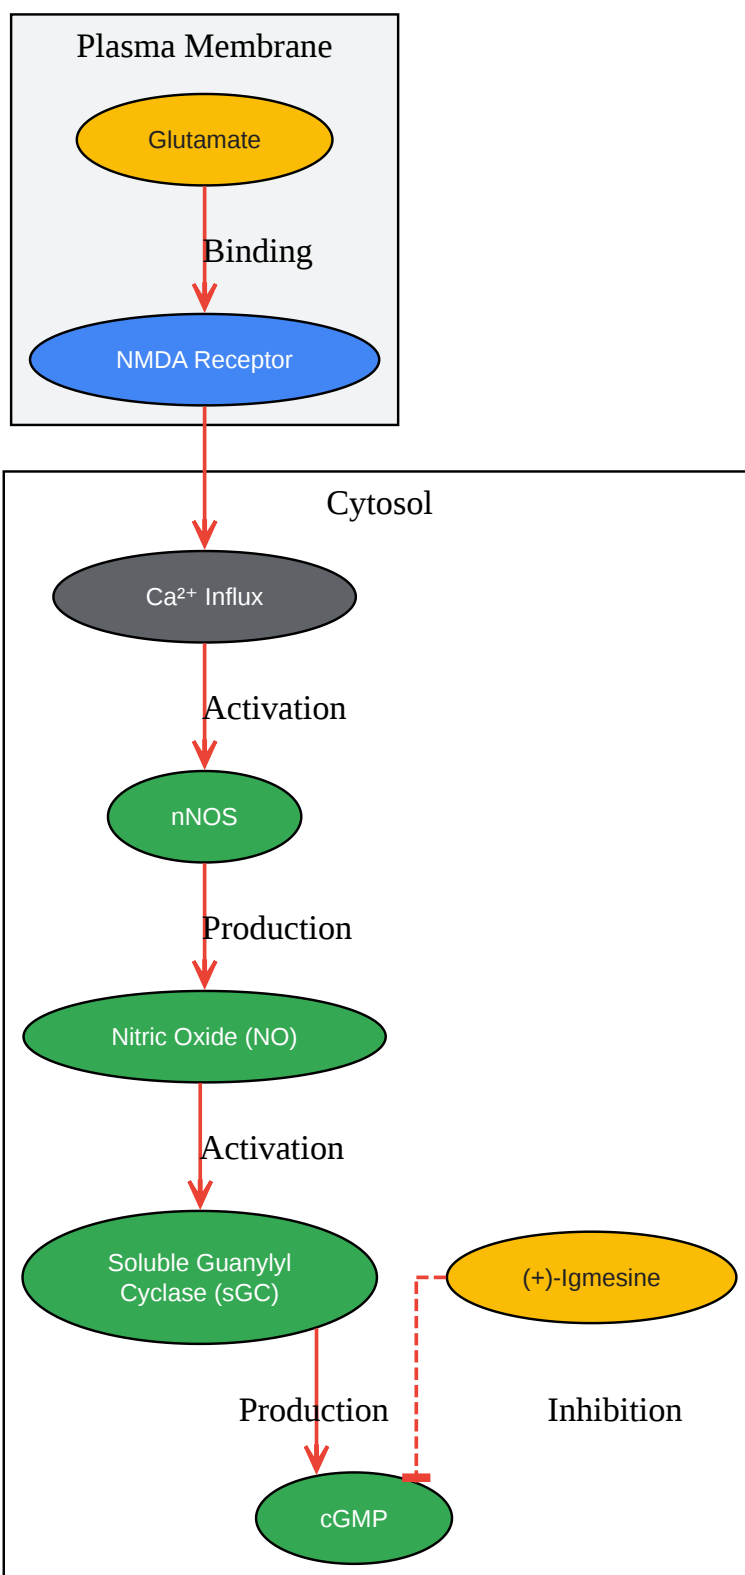 Plasma Membrane
Glutamate
Binding
NMDA Receptor
Cytosol
Ca²⁺ Influx
Activation
nNOS
Production
Nitric Oxide (NO)
Activation
Soluble Guanylyl
Cyclase (sGC)
(+)-Igmesine
Production
Inhibition
cGMP